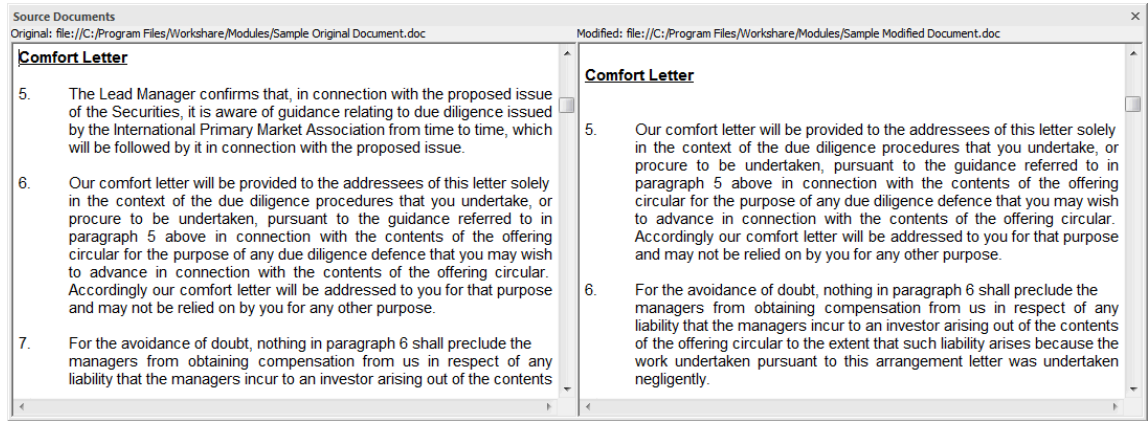 Source Documents
Original: file://C:/Program Files/Workshare/Modules/Sample Original Document.doc
Comfort Letter
5. The Lead Manager confirms that, in connection with the proposed issue
of the Securities, it is aware of guidance relating to due diligence issued
by the International Primary Market Association from time to time, which
will be followed by it in connection with the proposed issue.
6. Our comfort letter will be provided to the addressees of this letter solely
in the context of the due diligence procedures that you undertake, or
procure to be undertaken, pursuant to the guidance referred to in
paragraph 5 above in connection with the contents of the offering
circular for the purpose of any due diligence defence that you may wish
to advance in connection with the contents of the offering circular.
Accordingly our comfort letter will be addressed to you for that purpose
and may not be relied on by you for any other purpose.
7. For the avoidance of doubt, nothing in paragraph 6 shall preclude the
managers from obtaining compensation from us in respect of any
liability that the managers incur to an investor arising out of the contents
Modified: file://C:/Program Files/Workshare/Modules/Sample Modified Document.doc
Comfort Letter
5. Our comfort letter will be provided to the addressees of this letter solely
in the context of the due diligence procedures that you undertake, or
procure to be undertaken, pursuant to the guidance referred to in
paragraph 5 above in connection with the contents of the offering
circular for the purpose of any due diligence defence that you may wish
to advance in connection with the contents of the offering circular.
Accordingly our comfort letter will be addressed to you for that purpose
and may not be relied on by you for any other purpose.
6. For the avoidance of doubt, nothing in paragraph 6 shall preclude the
managers from obtaining compensation from us in respect of any
liability that the managers incur to an investor arising out of the contents
of the offering circular to the extent that such liability arises because the
work undertaken pursuant to this arrangement letter was undertaken
negligently.